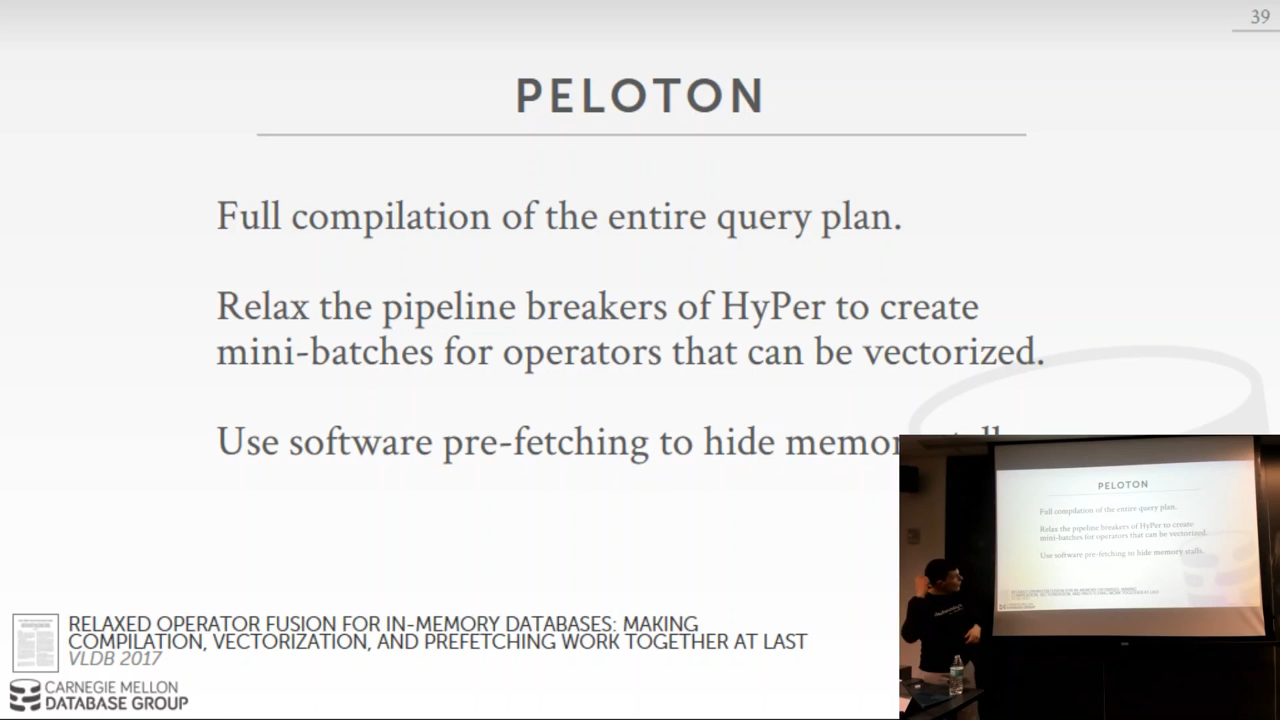 39
PELOTON
Full compilation of the entire query plan.
Relax the pipeline breakers of HyPer to create
mini-batches for operators that can be vectorized.
Use software pre-fetching to hide memory stalls.
RELAXED OPERATOR FUSION FOR IN-MEMORY DATABASES: MAKING
COMPILATION, VECTORIZATION, AND PREFETCHING WORK TOGETHER AT LAST
VLDB 2017
CARNEGIE MELLON
DATABASE GROUP
PELOTON
Full compilation of the entire query plan.
Relax the pipeline breakers of HyPer to create
mini-batches for operators that can be vectorized.
Use software pre-fetching to hide memory stalls.